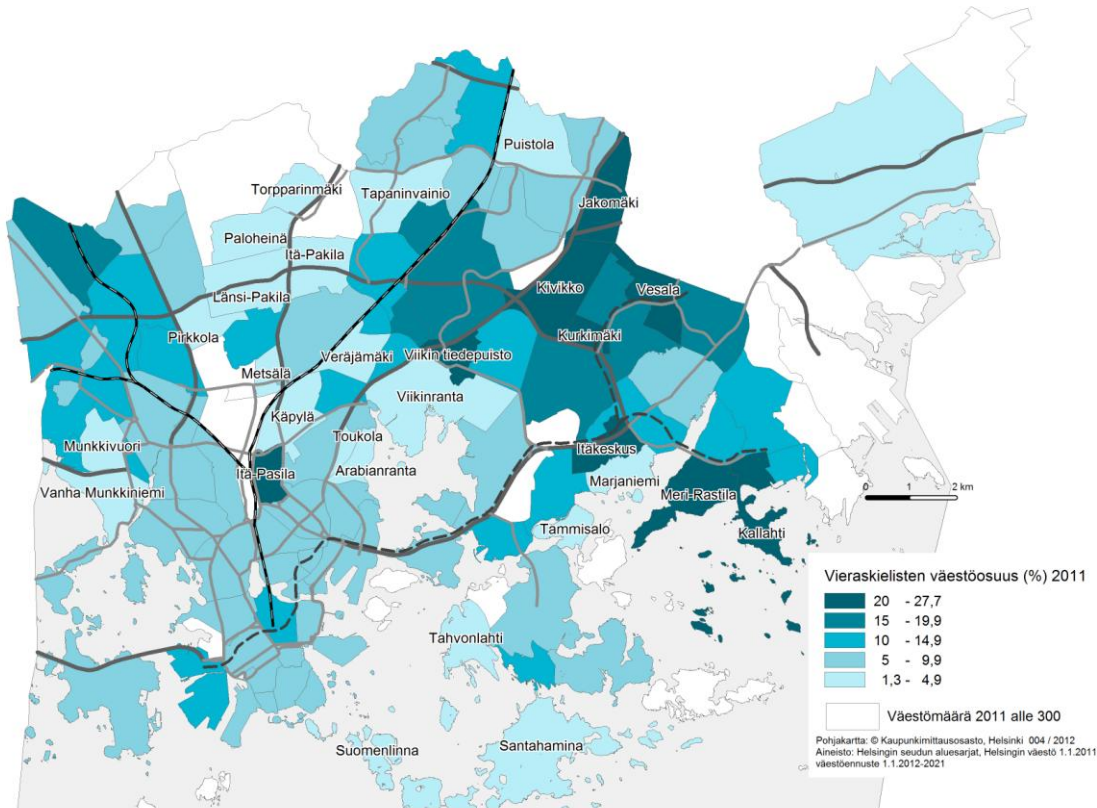 Puistola
Torpparinmäki
Tapaninvainio
Jakomäki
Paloheinä
Itä-Pakila
Länsi-Pakila
Kivikko
Vesala
Pirkkola
Kurkimäki
Veräjämäki
Viikin tiedepuisto
Metsälä
Viikinranta
Käpylä
Toukola
Munkkivuori
Itäkeskus
Itä-Pasila
Arabianranta
Marjaniemi
Vanha Munkkiniemi
Meri-Rastila
0 1 2 km
Tammisalo
Kallahti
Vieraskielisten väestöosuus (%) 2011
20 - 27,7
15 - 19,9
10 - 14,9
5 - 9,9
1,3 - 4,9
Tahvonlahti
Väestömäärä 2011 alle 300
Suomenlinna
Santahamina
Pohjakartta: © Kaupunkimittausosasto, Helsinki 004 / 2012
Aineisto: Helsingin seudun aluesarjat, Helsingin väestö 1.1.2011
väestöennuste 1.1.2012-2021